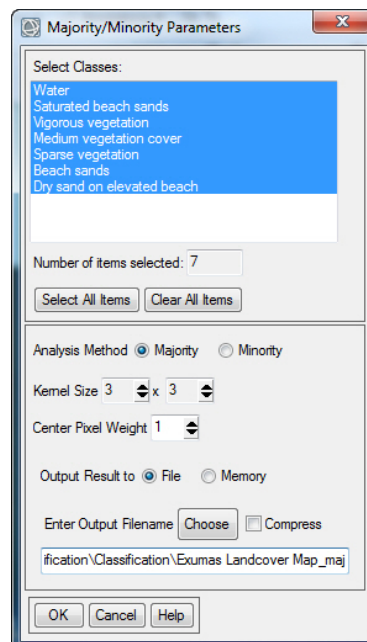 Majority/Minority Parameters
Select Classes:
Water
Saturated beach sands
Vigorous vegetation
Medium vegetation cover
Sparse vegetation
Beach sands
Dry sand on elevated beach
Number of items selected: 7
Select All Items Clear All Items
Analysis Method Majority Minority
Kernel Size 3 x 3
Center Pixel Weight 1
Output Result to File Memory
Enter Output Filename Choose Compress
ification\Classification\Exumas Landcover Map_maj
OK Cancel Help